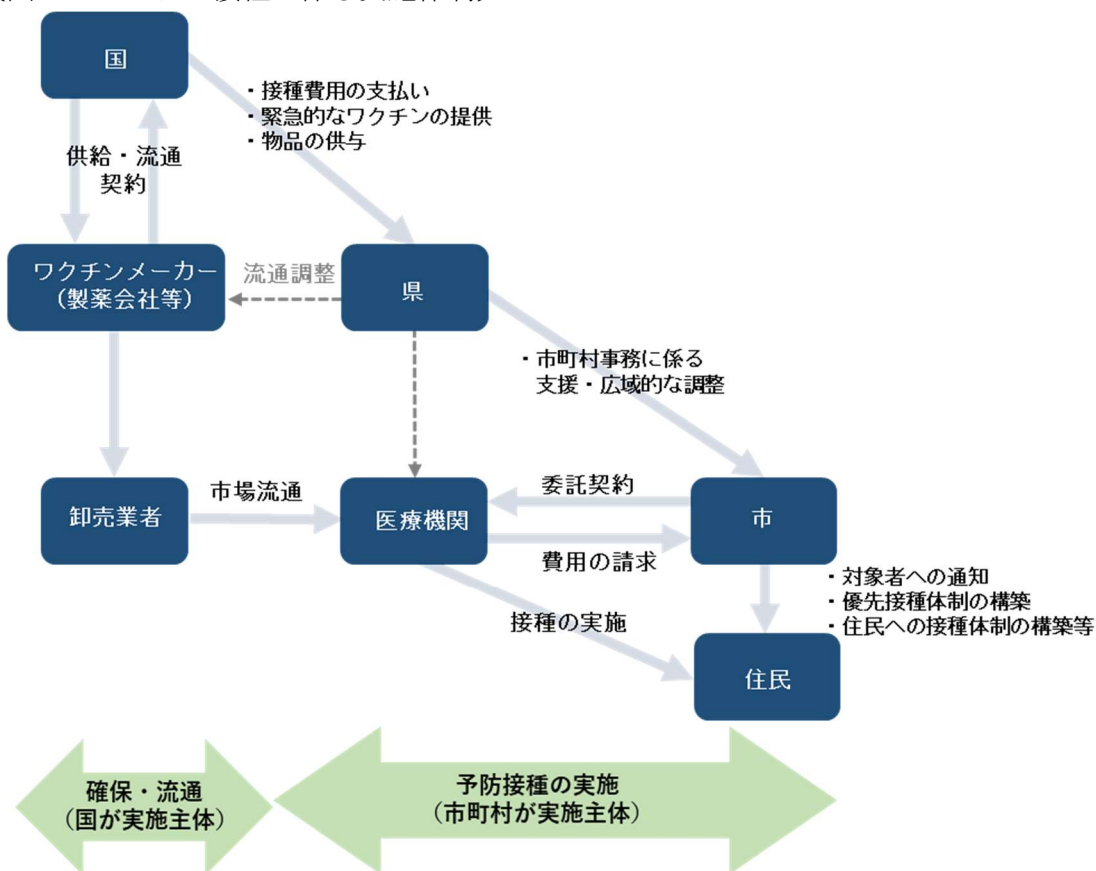 国
・接種費用の支払い
・緊急的なワクチンの提供
・物品の供与
供給・流通
契約
ワクチンメーカー
（製薬会社等）
流通調整
県
・市町村事務に係る
支援・広域的な調整
卸売業者
市場流通
医療機関
委託契約
費用の請求
市
・対象者への通知
・優先接種体制の構築
・住民への接種体制の構築等
接種の実施
住民
確保・流通
（国が実施主体）
予防接種の実施
（市町村が実施主体）